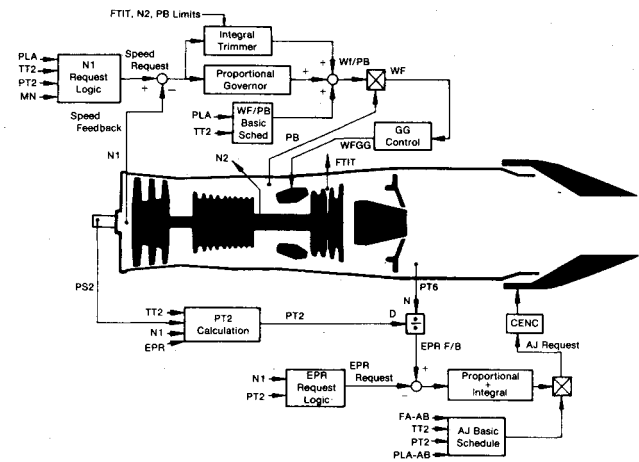 FTIT, N2, PB Limits
Integral
Trimmer
PLA
TT2
PT2
MN
N1
Request
Logic
Speed
Request
+
−
Proportional
Governor
+
+
+
Wf/PB
WF
Speed
Feedback
PLA
TT2
WF/PB
Basic
Sched
PB
GG
Control
WFGG
N1
N2
FTIT
PS2
PT6
TT2
N1
EPR
PT2
Calculation
PT2
D
N
÷
CENC
AJ Request
EPR F/B
N1
PT2
EPR
Request
Logic
EPR
Request
+
−
Proportional
+
Integral
FA-AB
TT2
PT2
PLA-AB
AJ Basic
Schedule